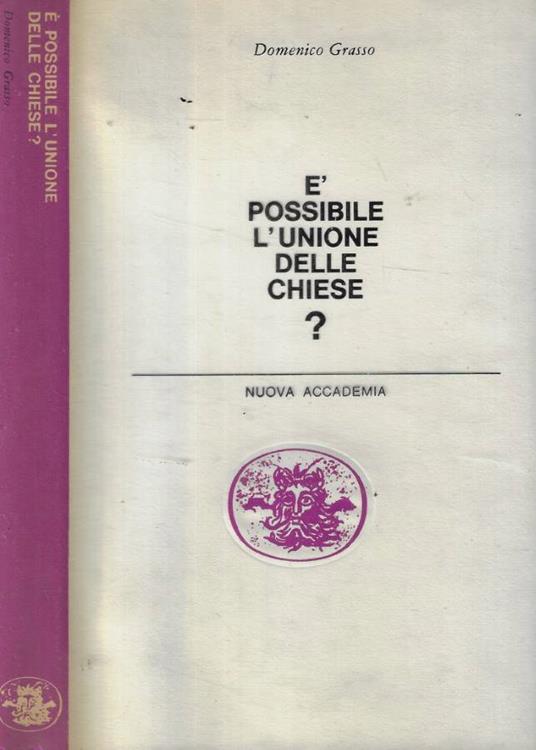 È POSSIBILE L'UNIONE
DELLE CHIESE?
Domenico Grasso
Domenico Grasso
E'
POSSIBILE
L'UNIONE
DELLE
CHIESE
?
NUOVA ACCADEMIA